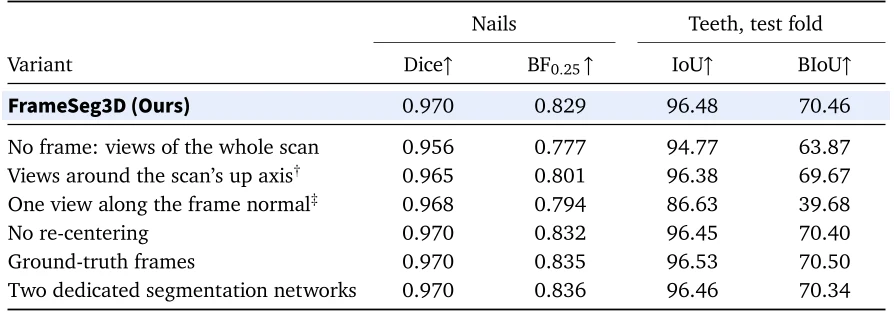 Nails Teeth, test fold
Variant Dice↑ BF0.25↑ IoU↑ BIoU↑
FrameSeg3D (Ours) 0.970 0.829 96.48 70.46
No frame: views of the whole scan 0.956 0.777 94.77 63.87
Views around the scan's up axis† 0.965 0.801 96.38 69.67
One view along the frame normal‡ 0.968 0.794 86.63 39.68
No re-centering 0.970 0.832 96.45 70.40
Ground-truth frames 0.970 0.835 96.53 70.50
Two dedicated segmentation networks 0.970 0.836 96.46 70.34